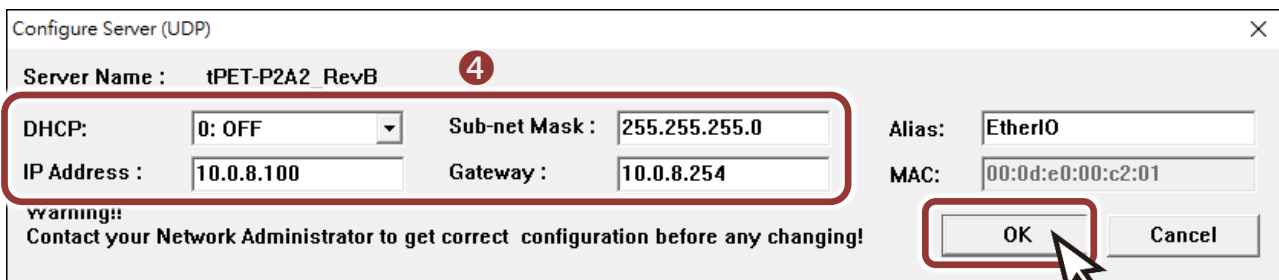 Configure Server (UDP)
Server Name : tPET-P2A2_RevB
4
DHCP: 0: OFF Sub-net Mask : 255.255.255.0 Alias: EtherIO
IP Address : 10.0.8.100 Gateway : 10.0.8.254 MAC: 00:0d:e0:00:c2:01
Warning!!
Contact your Network Administrator to get correct configuration before any changing!
OK Cancel